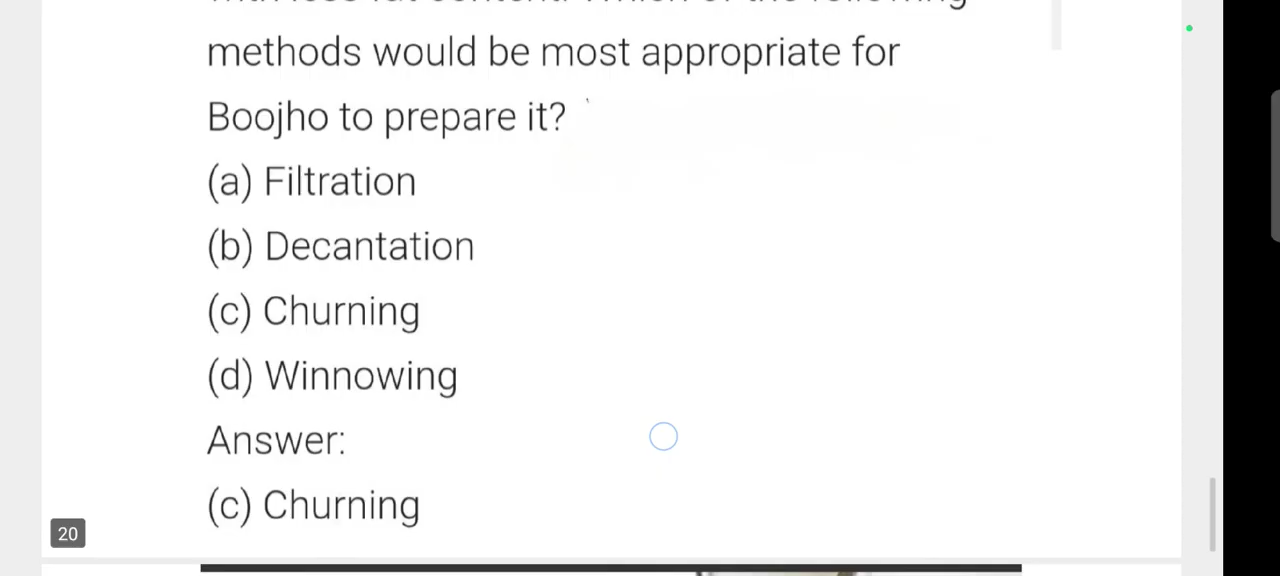 methods would be most appropriate for
Boojho to prepare it?
(a) Filtration
(b) Decantation
(c) Churning
(d) Winnowing
Answer:
(c) Churning
20